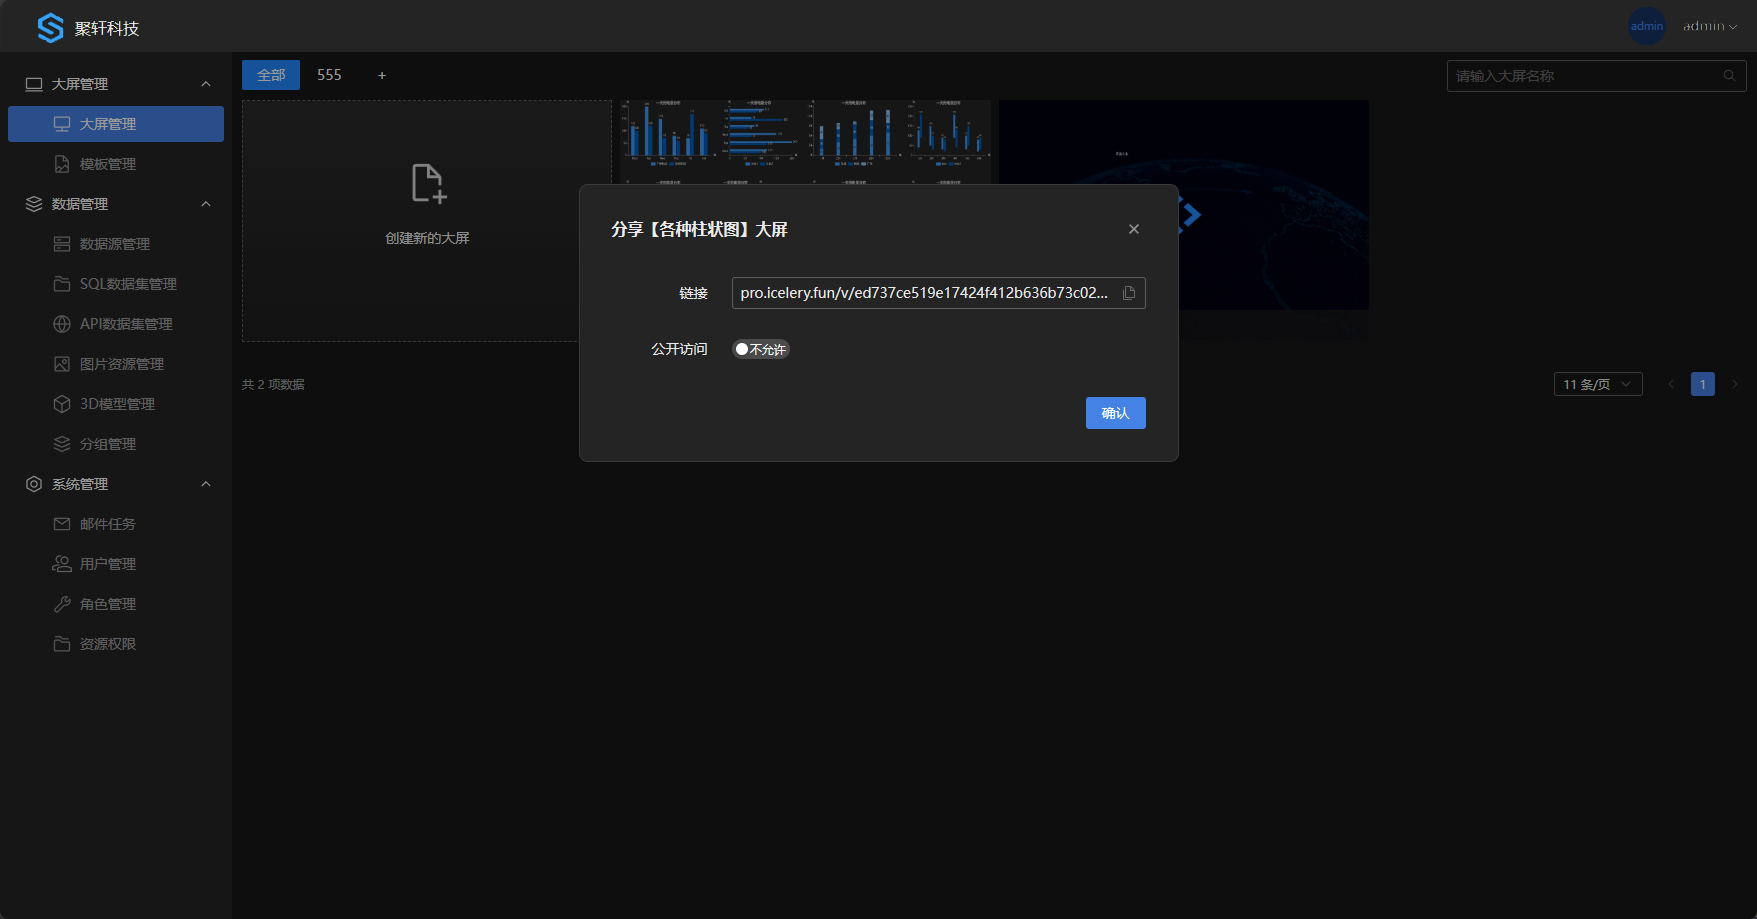 聚轩科技
admin
admin
大屏管理
大屏管理
模板管理
数据管理
数据源管理
SQL数据集管理
API数据集管理
图片资源管理
3D模型管理
分组管理
系统管理
邮件任务
用户管理
角色管理
资源权限
全部
555
+
请输入大屏名称
创建新的大屏
分享【各种柱状图】大屏
链接
pro.icelery.fun/v/ed737ce519e17424f412b636b73c02...
公开访问
不允许
确认
共 2 项数据
11 条/页
1